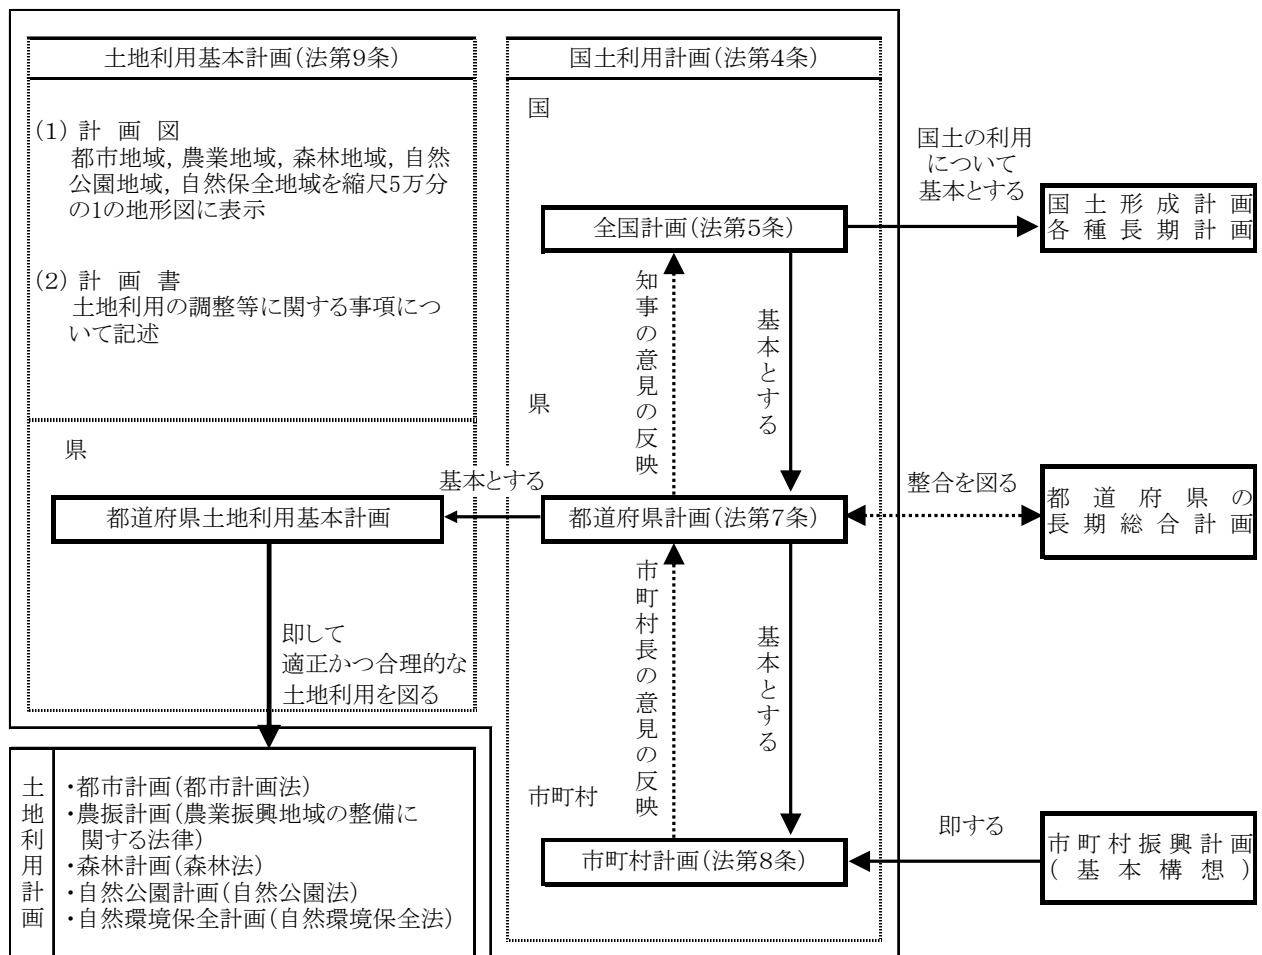 土地利用基本計画(法第9条)
(1) 計 画 図
都市地域，農業地域，森林地域，自然
公園地域，自然保全地域を縮尺5万分
の1の地形図に表示
(2) 計 画 書
土地利用の調整等に関する事項につ
いて記述
県
都道府県土地利用基本計画
基本とする
即して
適正かつ合理的な
土地利用を図る
土地利用計画
・都市計画(都市計画法)
・農振計画(農業振興地域の整備に
関する法律)
・森林計画(森林法)
・自然公園計画(自然公園法)
・自然環境保全計画(自然環境保全法)
国土利用計画(法第4条)
国
全国計画(法第5条)
知事の意見の反映
基本とする
県
都道府県計画(法第7条)
市町村長の意見の反映
基本とする
市町村
市町村計画(法第8条)
国土の利用
について
基本とする
国土形成計画
各種長期計画
整合を図る
都道府県の
長期総合計画
即する
市町村振興計画
(基本構想)